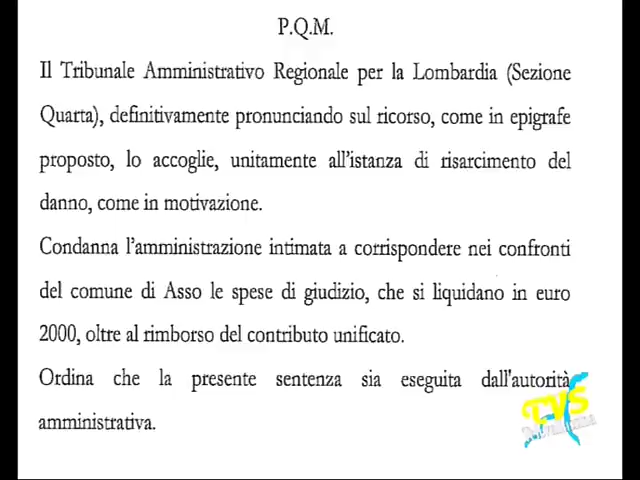 P.Q.M.
Il Tribunale Amministrativo Regionale per la Lombardia (Sezione
Quarta), definitivamente pronunciando sul ricorso, come in epigrafe
proposto, lo accoglie, unitamente all'istanza di risarcimento del
danno, come in motivazione.
Condanna l'amministrazione intimata a corrispondere nei confronti
del comune di Asso le spese di giudizio, che si liquidano in euro
2000, oltre al rimborso del contributo unificato.
Ordina che la presente sentenza sia eseguita dall'autorità
amministrativa.
TVS